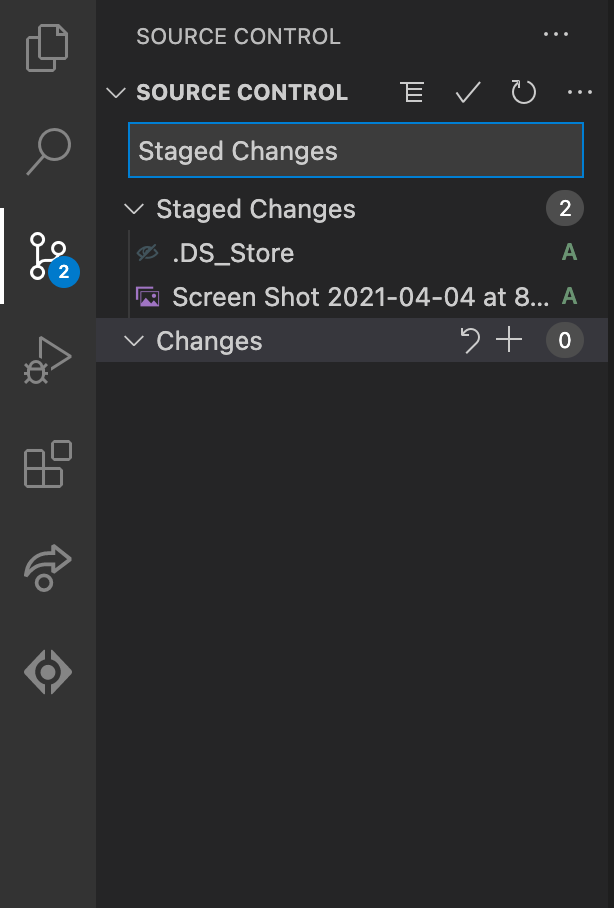 SOURCE CONTROL
SOURCE CONTROL
Staged Changes
Staged Changes 2
.DS_Store A
Screen Shot 2021-04-04 at 8... A
2
Changes 0